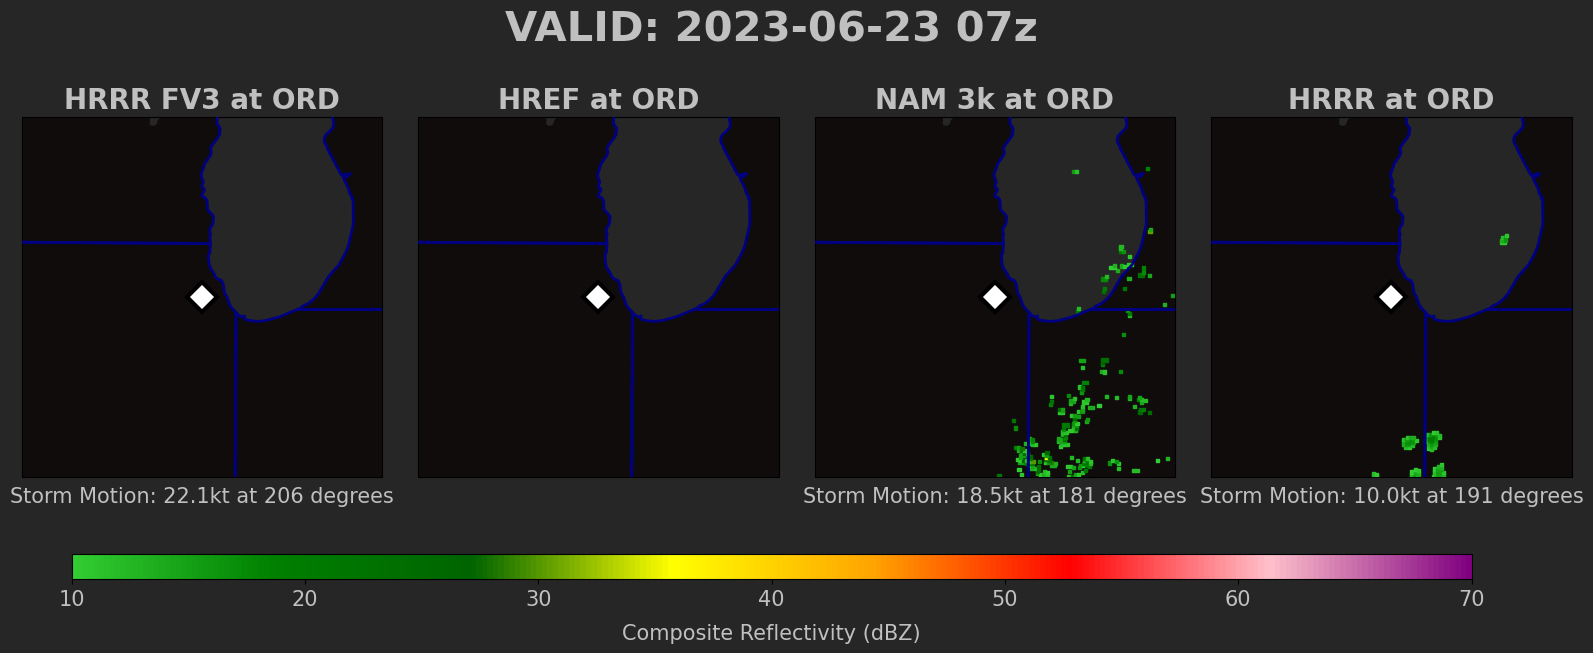 VALID: 2023-06-23 07z
HRRR FV3 at ORD
HREF at ORD
NAM 3k at ORD
HRRR at ORD
Storm Motion: 22.1kt at 206 degrees
Storm Motion: 18.5kt at 181 degrees
Storm Motion: 10.0kt at 191 degrees
10 20 30 40 50 60 70
Composite Reflectivity (dBZ)